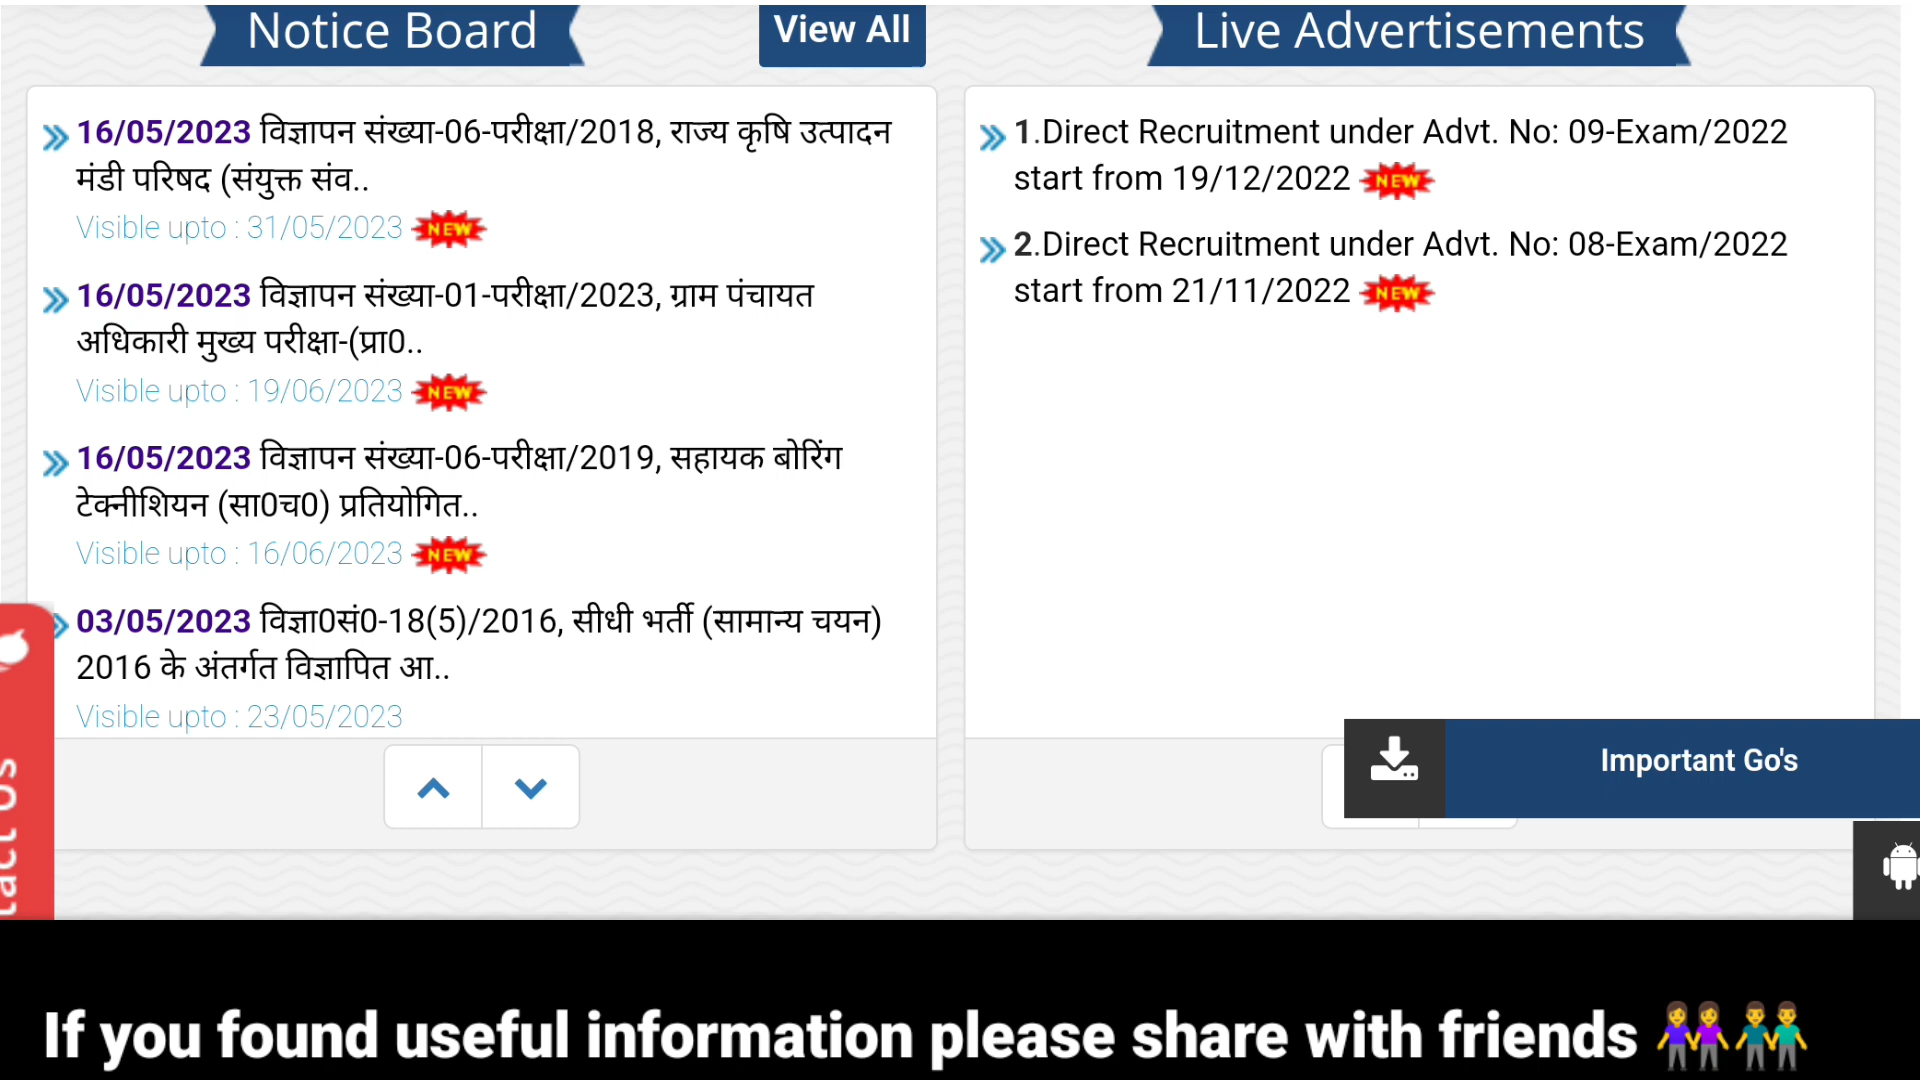 Notice Board
View All
16/05/2023 विज्ञापन संख्या-06-परीक्षा/2018, राज्य कृषि उत्पादन
मंडी परिषद (संयुक्त संव..
Visible upto : 31/05/2023 NEW
16/05/2023 विज्ञापन संख्या-01-परीक्षा/2023, ग्राम पंचायत
अधिकारी मुख्य परीक्षा-(प्रा0..
Visible upto : 19/06/2023 NEW
16/05/2023 विज्ञापन संख्या-06-परीक्षा/2019, सहायक बोरिंग
टेक्नीशियन (सा0च0) प्रतियोगित..
Visible upto : 16/06/2023 NEW
03/05/2023 विज्ञा0सं0-18(5)/2016, सीधी भर्ती (सामान्य चयन)
2016 के अंतर्गत विज्ञापित आ..
Visible upto : 23/05/2023
Live Advertisements
1.Direct Recruitment under Advt. No: 09-Exam/2022
start from 19/12/2022 NEW
2.Direct Recruitment under Advt. No: 08-Exam/2022
start from 21/11/2022 NEW
Important Go's
tact Us
If you found useful information please share with friends